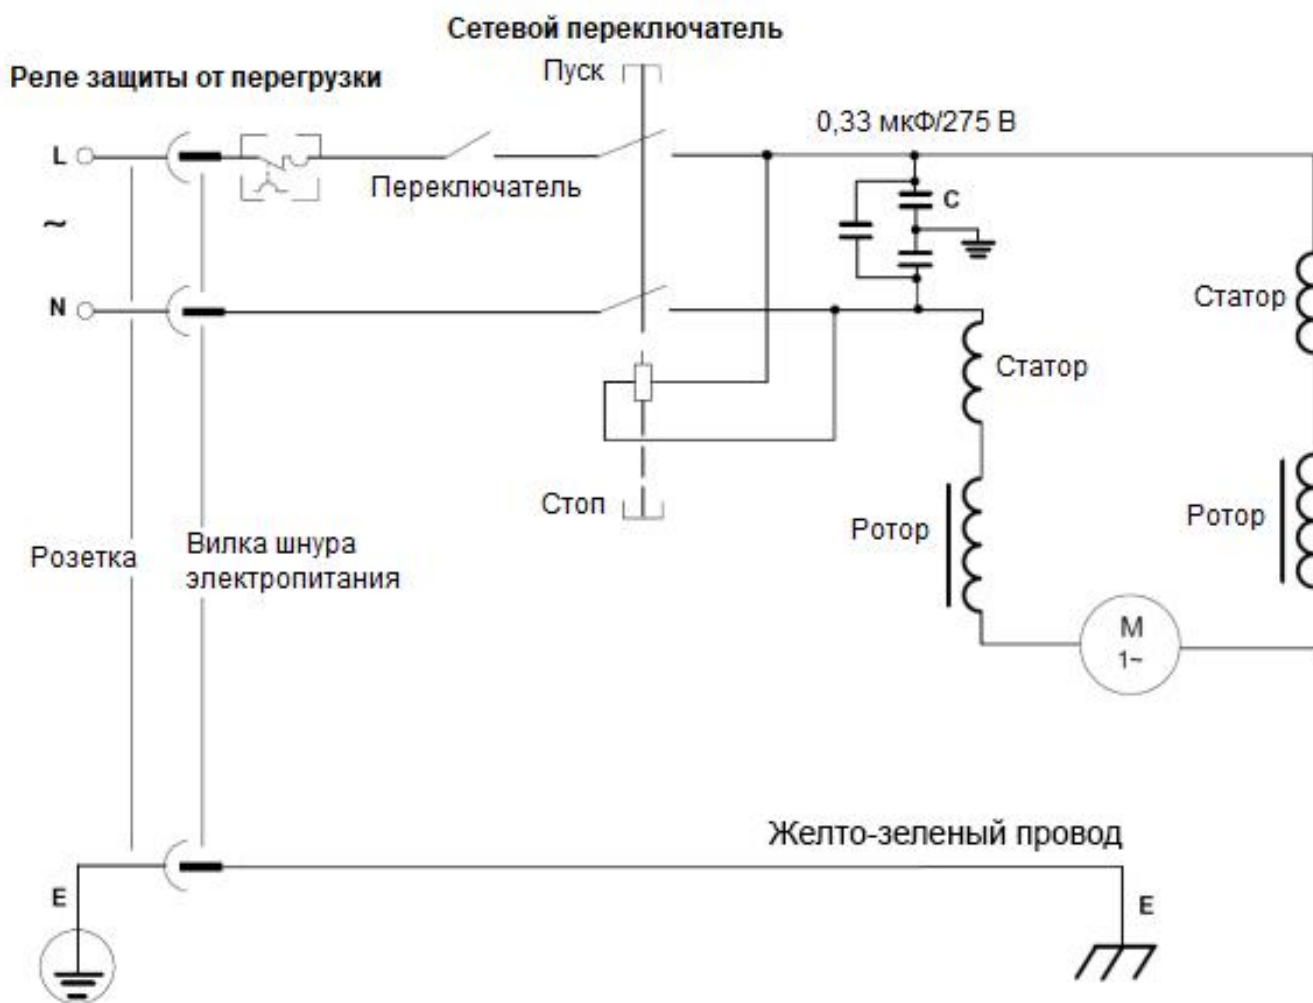 Сетевой переключатель
Пуск
Реле защиты от перегрузки
0,33 мкФ/275 В
L
Переключатель
C
~
N
Статор
Статор
Стоп
Ротор
Ротор
Розетка
Вилка шнура
электропитания
M
1~
Желто-зеленый провод
E
E